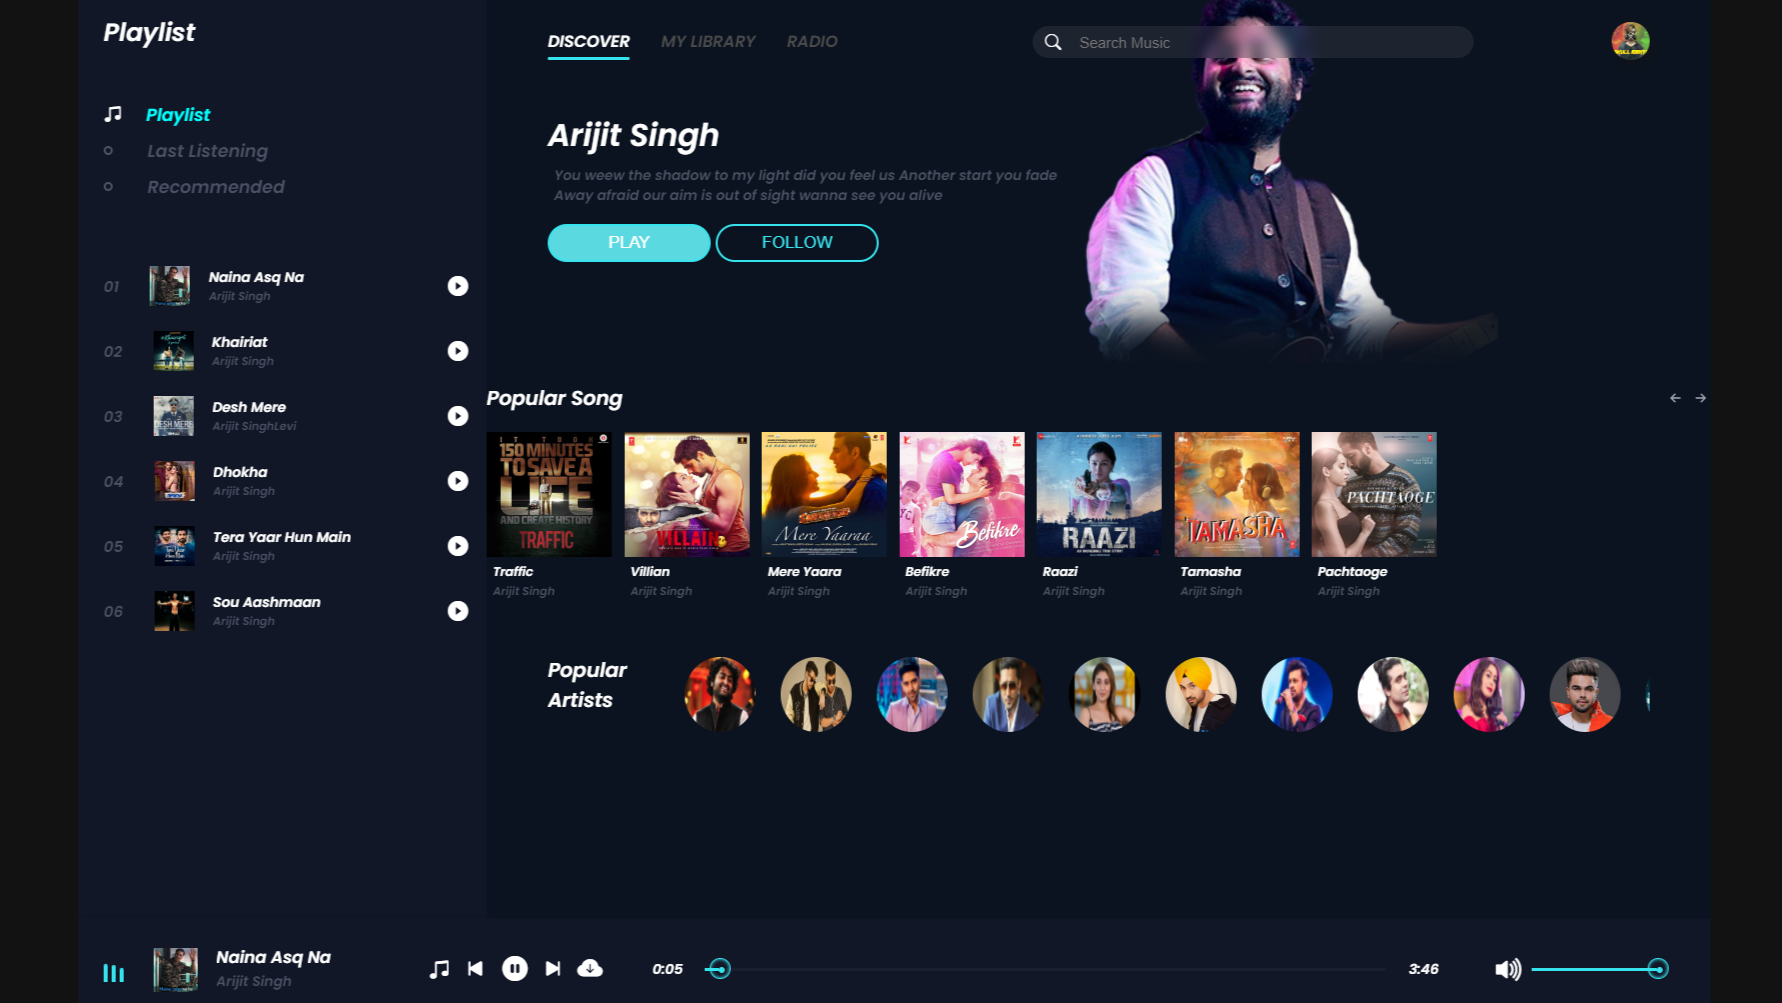 Playlist
DISCOVER
MY LIBRARY
RADIO
Search Music
Playlist
Last Listening
Recommended
Arijit Singh
You weew the shadow to my light did you feel us Another start you fade
Away afraid our aim is out of sight wanna see you alive
PLAY
FOLLOW
01
Naina Asq Na
Arijit Singh
02
Khairiat
Arijit Singh
03
DESH MERE
Desh Mere
Arijit SinghLevi
04
Dhokha
Arijit Singh
05
Tera Yaar Hun Main
Arijit Singh
06
Sou Aashmaan
Arijit Singh
Popular Song
IT TOOK
150 MINUTES
TO SAVE A
LIFE
AND CREATE HISTORY
TRAFFIC
VILLAIN
Mere Yaaraa
Befikre
RAAZI
TAMASHA
PACHTAOGE
Traffic
Arijit Singh
Villian
Arijit Singh
Mere Yaara
Arijit Singh
Befikre
Arijit Singh
Raazi
Arijit Singh
Tamasha
Arijit Singh
Pachtaoge
Arijit Singh
Popular
Artists
Naina Asq Na
Arijit Singh
0:05
3:46